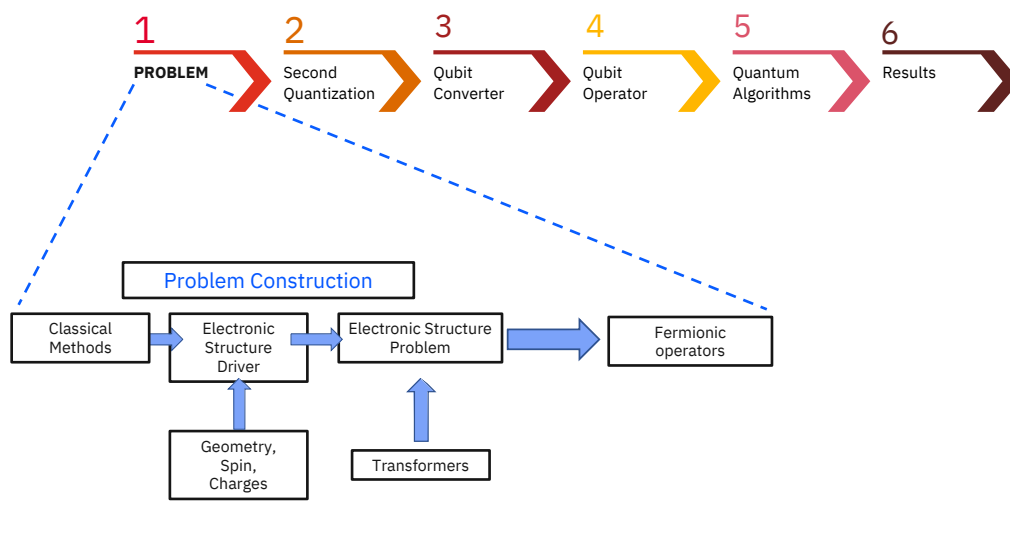 1
PROBLEM
2
Second
Quantization
3
Qubit
Converter
4
Qubit
Operator
5
Quantum
Algorithms
6
Results
Problem Construction
Classical
Methods
Electronic
Structure
Driver
Electronic Structure
Problem
Fermionic
operators
Geometry,
Spin,
Charges
Transformers